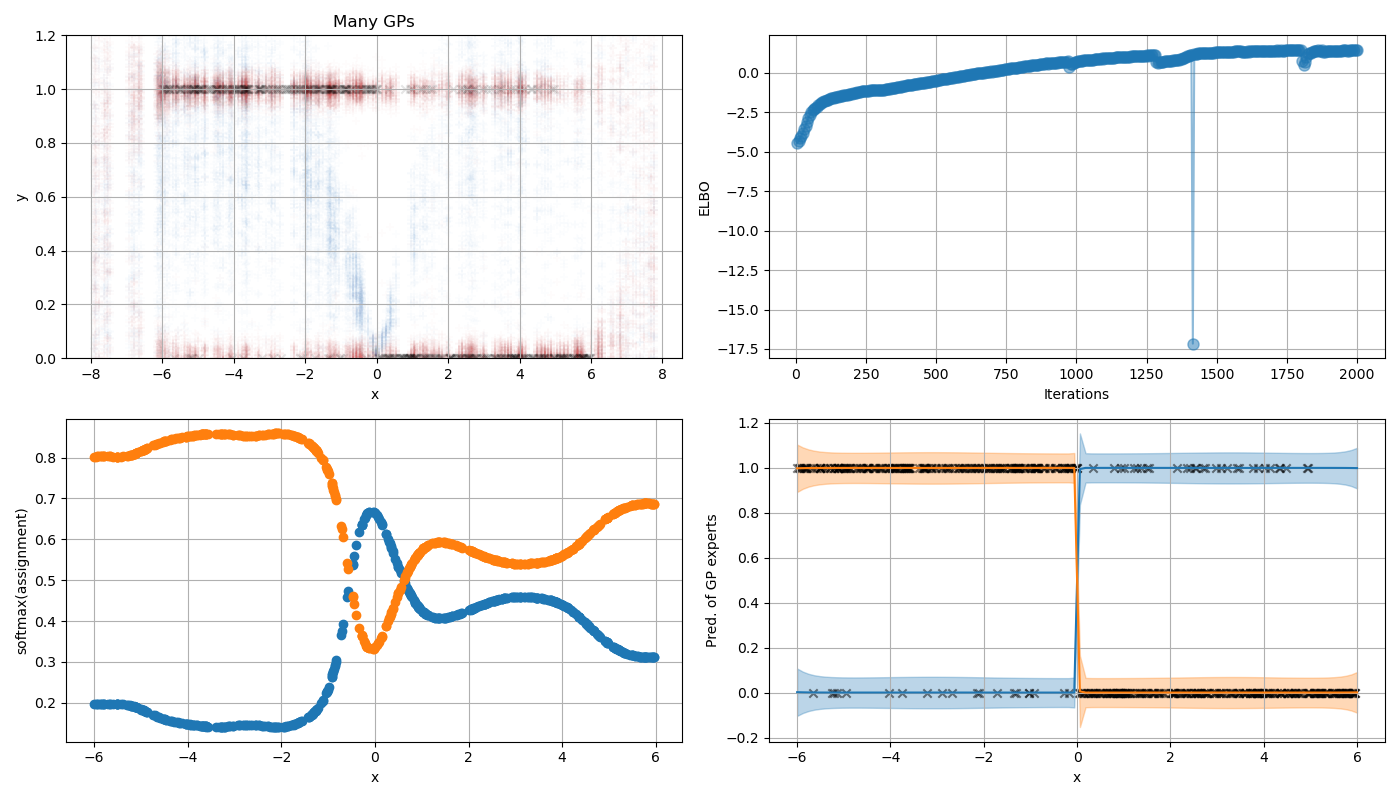 Many GPs
1.2
1.0
0.8
0.6
0.4
0.2
0.0
y
−8 −6 −4 −2 0 2 4 6 8
x
0.0
−2.5
−5.0
−7.5
−10.0
−12.5
−15.0
−17.5
ELBO
0 250 500 750 1000 1250 1500 1750 2000
Iterations
0.8
0.7
0.6
0.5
0.4
0.3
0.2
softmax(assignment)
−6 −4 −2 0 2 4 6
x
1.2
1.0
0.8
0.6
0.4
0.2
0.0
−0.2
Pred. of GP experts
−6 −4 −2 0 2 4 6
x